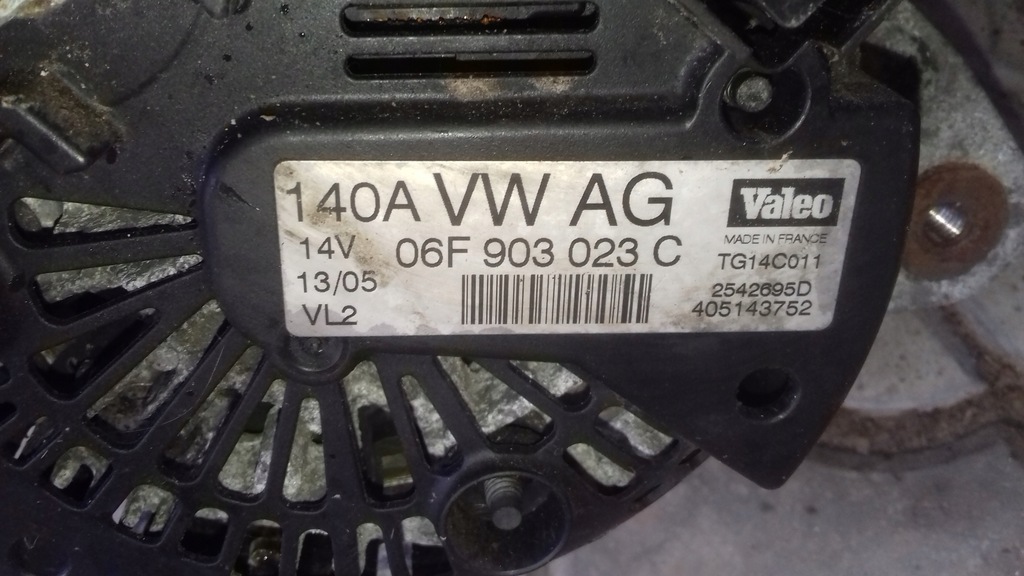 140A VW AG
Valeo
MADE IN FRANCE
14V 06F 903 023 C
TG14C011
13/05
2542695D
VL2
405143752